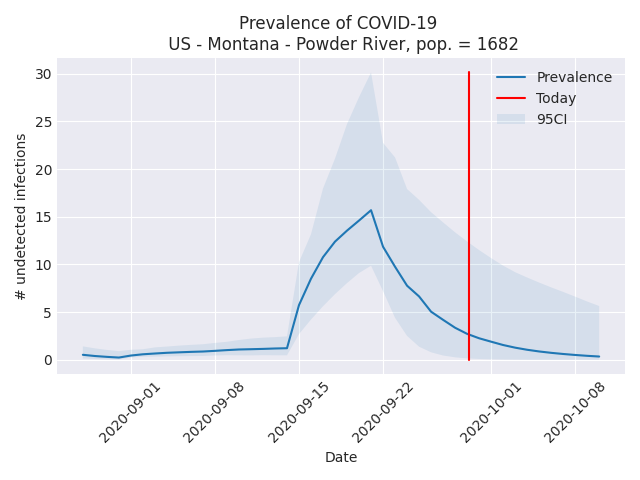 Prevalence of COVID-19
US - Montana - Powder River, pop. = 1682
30
25
20
15
10
5
0
# undetected infections
Prevalence
Today
95CI
2020-09-01
2020-09-08
2020-09-15
2020-09-22
2020-10-01
2020-10-08
Date